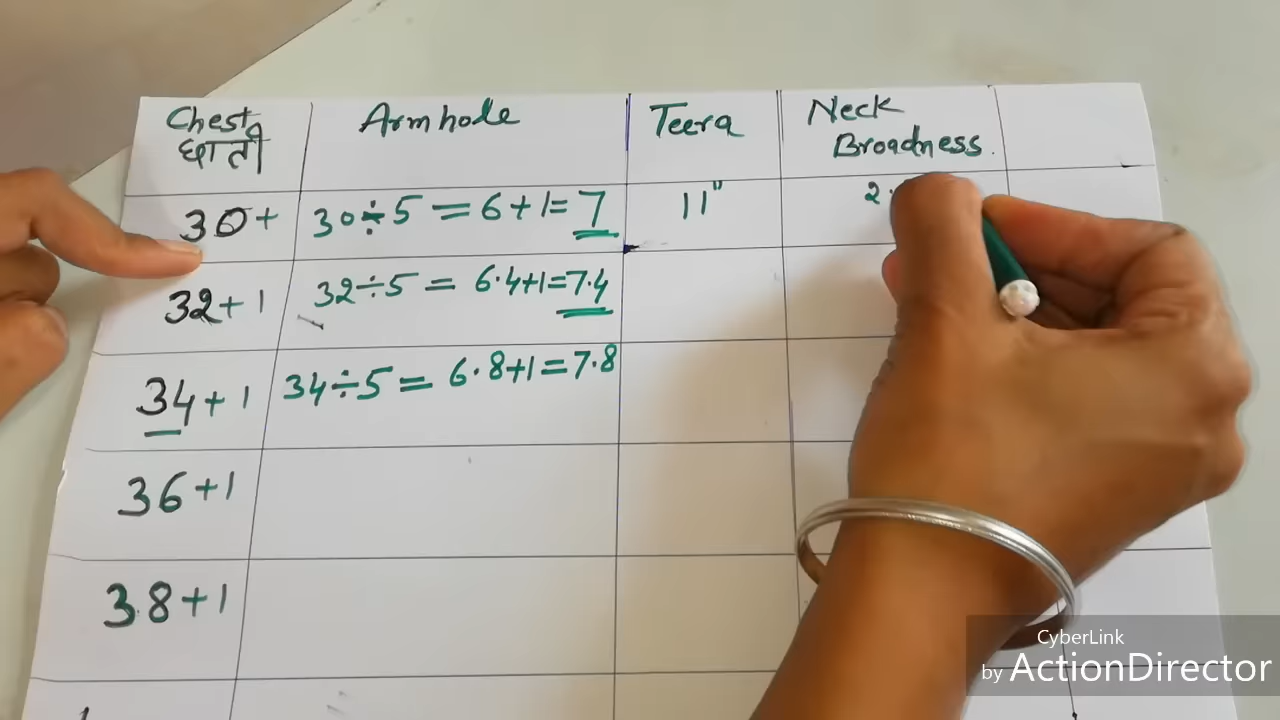 Chest Armhole Teera Neck
छाती Broadness.
30+ 30÷5 = 6+1= 7 11" 2.
32+1 32÷5 = 6.4+1=7.4
34+1 34÷5 = 6.8+1=7.8
36+1
38+1
CyberLink
by ActionDirector